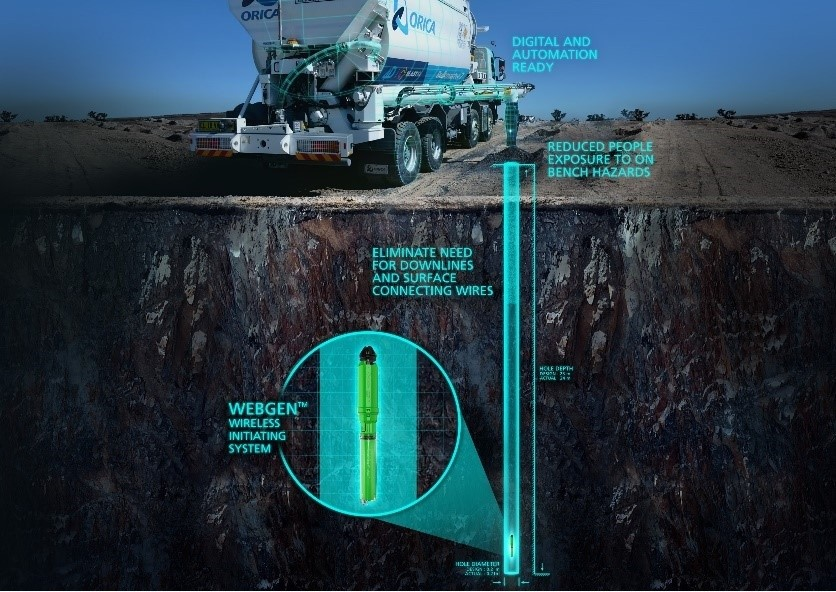 ORICA
ORICA
DIGITAL AND
AUTOMATION
READY
REDUCED PEOPLE
EXPOSURE TO ON
BENCH HAZARDS
ELIMINATE NEED
FOR DOWNLINES
AND SURFACE
CONNECTING WIRES
HOLE DEPTH
WEBGEN™
WIRELESS
INITIATING
SYSTEM
HOLE DIAMETER